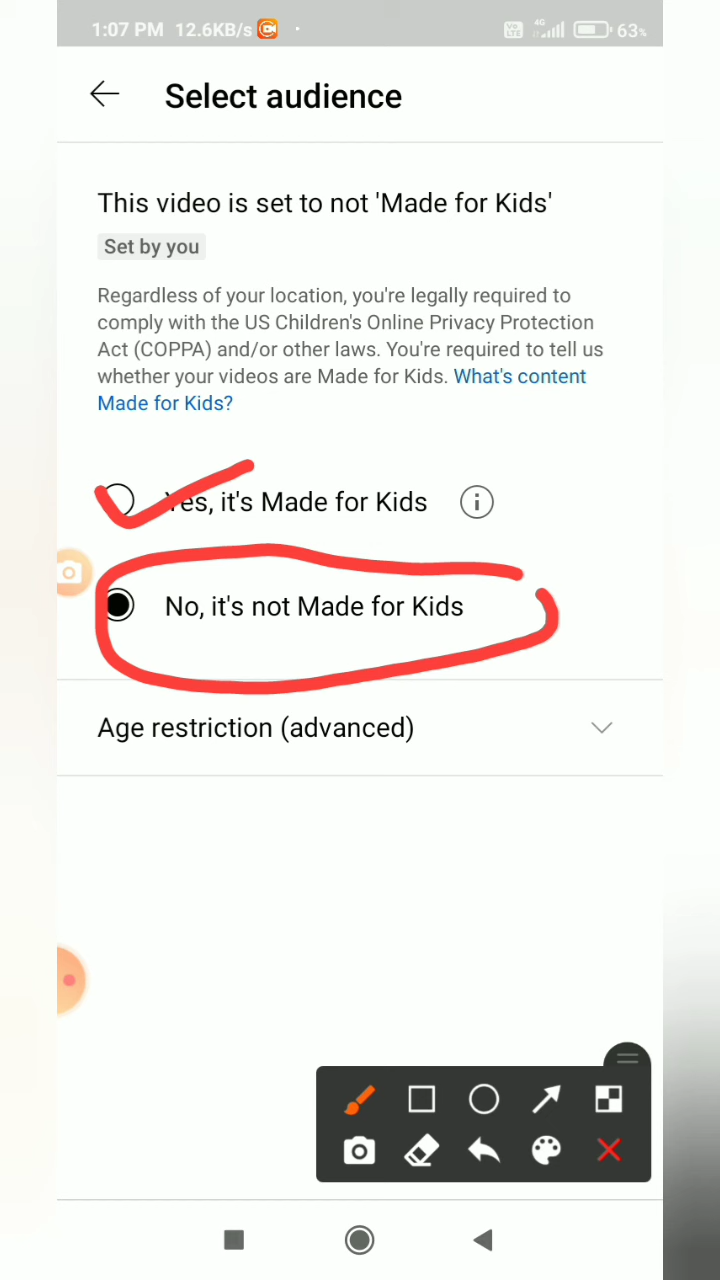 1:07 PM 12.6KB/s 4G 63%
Select audience
This video is set to not 'Made for Kids'
Set by you
Regardless of your location, you're legally required to
comply with the US Children's Online Privacy Protection
Act (COPPA) and/or other laws. You're required to tell us
whether your videos are Made for Kids. What's content
Made for Kids?
Yes, it's Made for Kids
No, it's not Made for Kids
Age restriction (advanced)